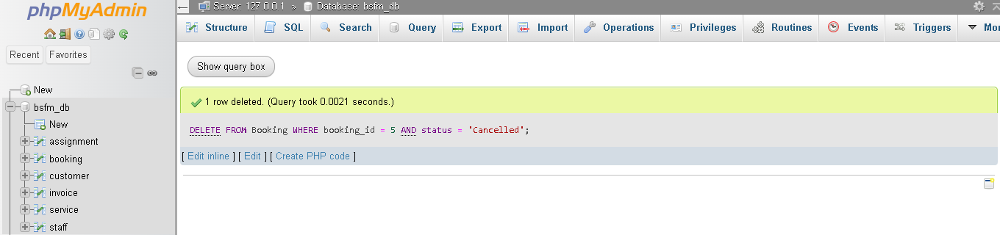 phpMyAdmin
Recent Favorites
New
bsfm_db
New
assignment
booking
customer
invoice
service
staff
Server: 127.0.0.1 » Database: bsfm_db
Structure SQL Search Query Export Import Operations Privileges Routines Events Triggers Mor
Show query box
1 row deleted. (Query took 0.0021 seconds.)
DELETE FROM Booking WHERE booking_id = 5 AND status = 'Cancelled';
[ Edit inline ] [ Edit ] [ Create PHP code ]